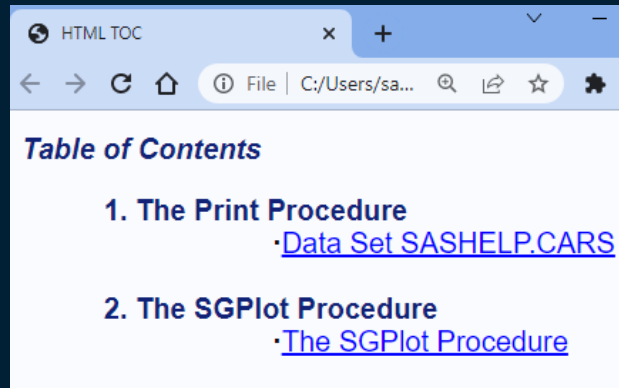 HTML TOC
File C:/Users/sa...
Table of Contents
1. The Print Procedure
·Data Set SASHELP.CARS
2. The SGPlot Procedure
·The SGPlot Procedure